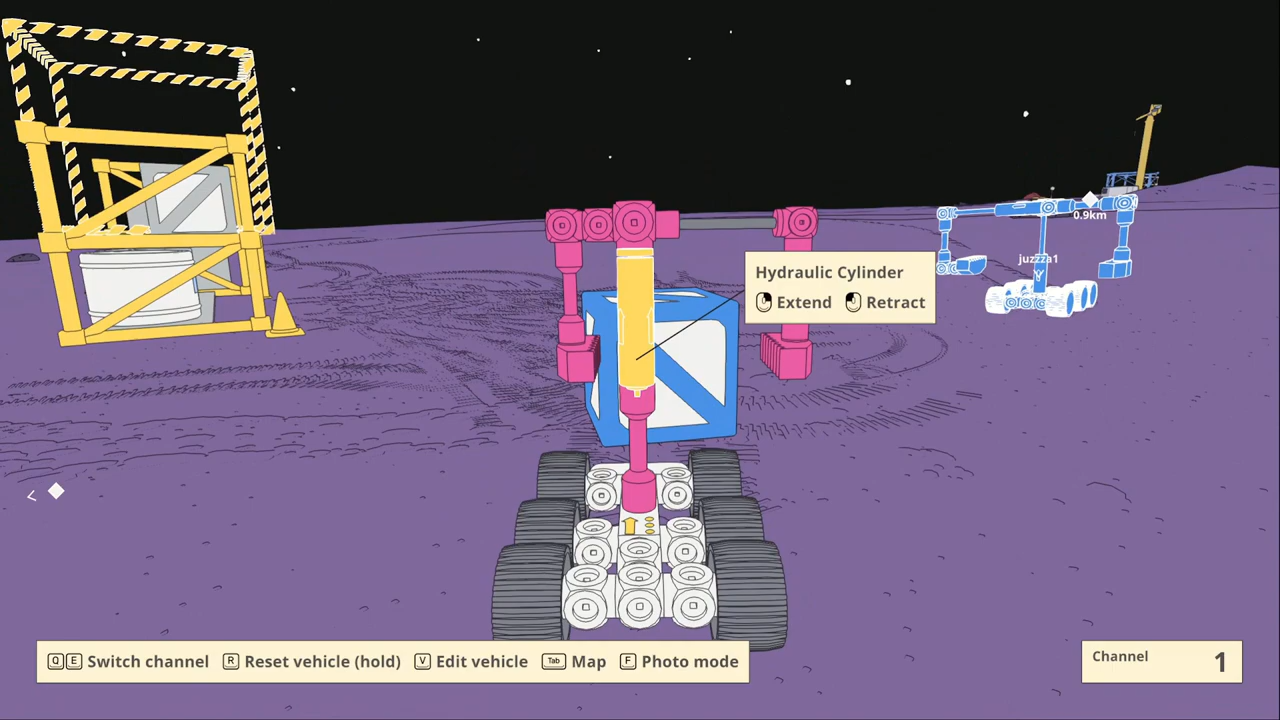 0.9km
juzzza1
Hydraulic Cylinder
Extend Retract
Q E Switch channel R Reset vehicle (hold) V Edit vehicle Tab Map F Photo mode
Channel 1